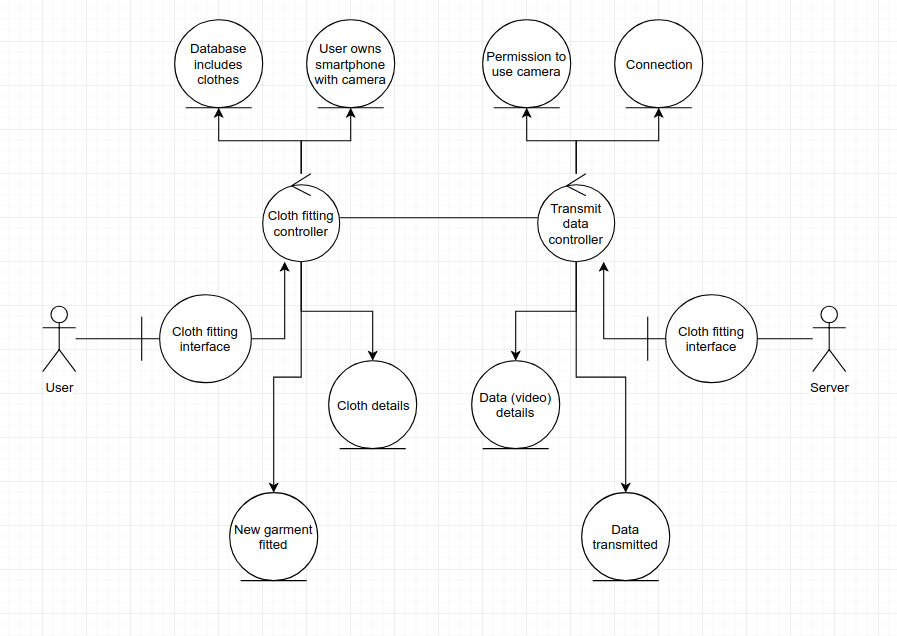 Database
includes
clothes
User owns
smartphone
with camera
Permission to
use camera
Connection
Cloth fitting
controller
Transmit
data
controller
Cloth fitting
interface
User
Cloth fitting
interface
Server
Cloth details
Data (video)
details
New garment
fitted
Data
transmitted